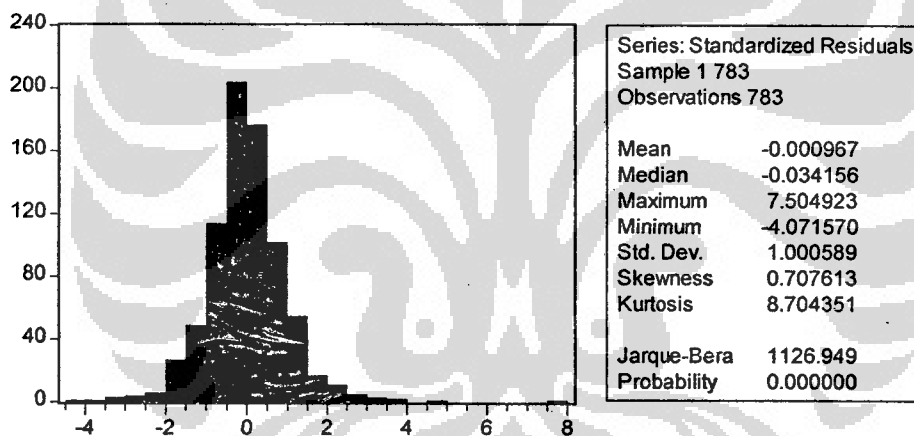 240
200
160
120
80
40
0
-4 -2 0 2 4 6 8
Series: Standardized Residuals
Sample 1 783
Observations 783
Mean -0.000967
Median -0.034156
Maximum 7.504923
Minimum -4.071570
Std. Dev. 1.000589
Skewness 0.707613
Kurtosis 8.704351
Jarque-Bera 1126.949
Probability 0.000000